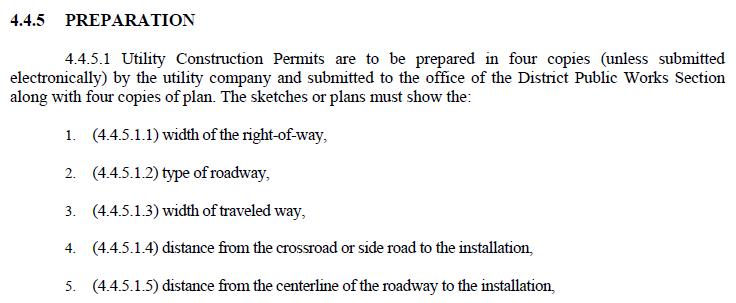 4.4.5 PREPARATION
4.4.5.1 Utility Construction Permits are to be prepared in four copies (unless submitted
electronically) by the utility company and submitted to the office of the District Public Works Section
along with four copies of plan. The sketches or plans must show the:
1. (4.4.5.1.1) width of the right-of-way,
2. (4.4.5.1.2) type of roadway,
3. (4.4.5.1.3) width of traveled way,
4. (4.4.5.1.4) distance from the crossroad or side road to the installation,
5. (4.4.5.1.5) distance from the centerline of the roadway to the installation,